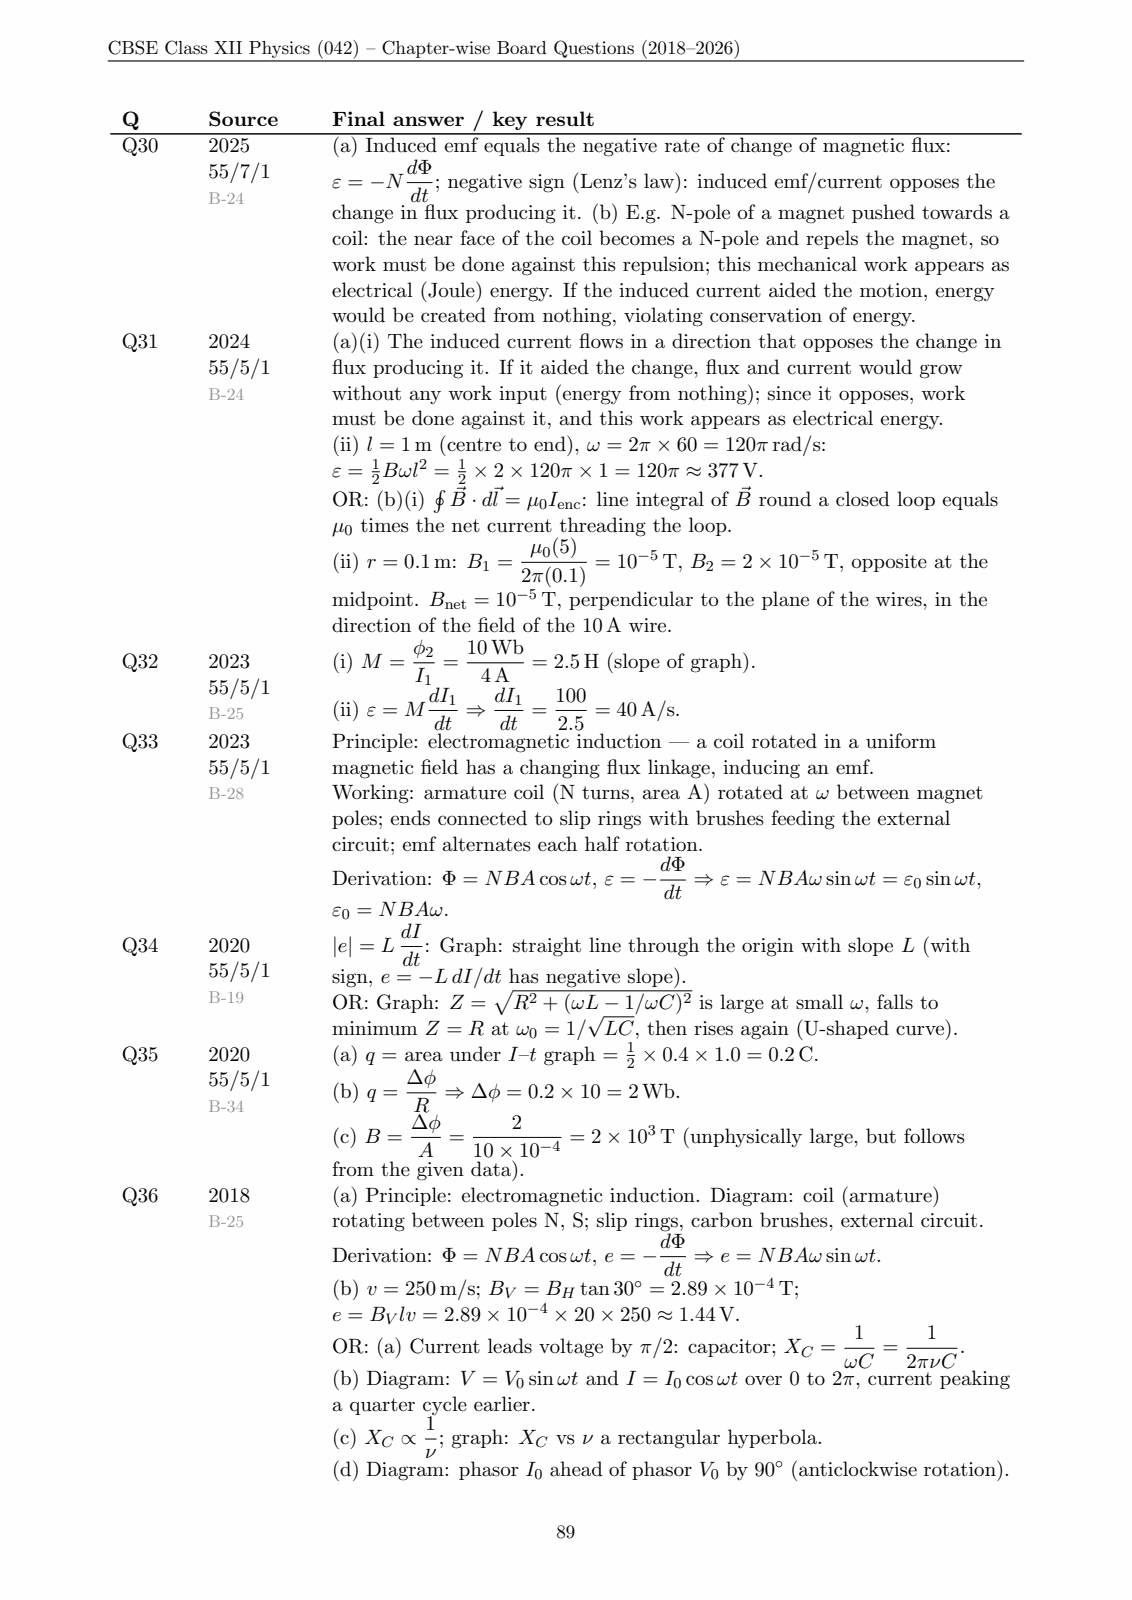 CBSE Class XII Physics (042) – Chapter-wise Board Questions (2018–2026)
Q Source Final answer / key result
Q30 2025 (a) Induced emf equals the negative rate of change of magnetic flux:
55/7/1 ε = −N dΦ/dt; negative sign (Lenz's law): induced emf/current opposes the
B-24
change in flux producing it. (b) E.g. N-pole of a magnet pushed towards a
coil: the near face of the coil becomes a N-pole and repels the magnet, so
work must be done against this repulsion; this mechanical work appears as
electrical (Joule) energy. If the induced current aided the motion, energy
would be created from nothing, violating conservation of energy.
Q31 2024 (a)(i) The induced current flows in a direction that opposes the change in
55/5/1 flux producing it. If it aided the change, flux and current would grow
B-24 without any work input (energy from nothing); since it opposes, work
must be done against it, and this work appears as electrical energy.
(ii) l = 1 m (centre to end), ω = 2π × 60 = 120π rad/s:
ε = ½Bωl² = ½ × 2 × 120π × 1 = 120π ≈ 377 V.
OR: (b)(i) ∮ B⃗ · dl⃗ = μ₀I_enc: line integral of B⃗ round a closed loop equals
μ₀ times the net current threading the loop.
(ii) r = 0.1 m: B₁ = μ₀(5)/2π(0.1) = 10⁻⁵ T, B₂ = 2 × 10⁻⁵ T, opposite at the
midpoint. B_net = 10⁻⁵ T, perpendicular to the plane of the wires, in the
direction of the field of the 10 A wire.
Q32 2023 (i) M = ϕ₂/I₁ = 10 Wb/4 A = 2.5 H (slope of graph).
55/5/1
B-25 (ii) ε = M dI₁/dt ⇒ dI₁/dt = 100/2.5 = 40 A/s.
Q33 2023 Principle: electromagnetic induction — a coil rotated in a uniform
55/5/1 magnetic field has a changing flux linkage, inducing an emf.
B-28 Working: armature coil (N turns, area A) rotated at ω between magnet
poles; ends connected to slip rings with brushes feeding the external
circuit; emf alternates each half rotation.
Derivation: Φ = NBA cos ωt, ε = −dΦ/dt ⇒ ε = NBAω sin ωt = ε₀ sin ωt,
ε₀ = NBAω.
Q34 2020 |e| = L dI/dt: Graph: straight line through the origin with slope L (with
55/5/1 sign, e = −L dI/dt has negative slope).
B-19 OR: Graph: Z = √(R² + (ωL − 1/ωC)²) is large at small ω, falls to
minimum Z = R at ω₀ = 1/√LC, then rises again (U-shaped curve).
Q35 2020 (a) q = area under I–t graph = ½ × 0.4 × 1.0 = 0.2 C.
55/5/1 (b) q = Δϕ/R ⇒ Δϕ = 0.2 × 10 = 2 Wb.
B-34
(c) B = Δϕ/A = 2/10 × 10⁻⁴ = 2 × 10³ T (unphysically large, but follows
from the given data).
Q36 2018 (a) Principle: electromagnetic induction. Diagram: coil (armature)
B-25 rotating between poles N, S; slip rings, carbon brushes, external circuit.
Derivation: Φ = NBA cos ωt, e = −dΦ/dt ⇒ e = NBAω sin ωt.
(b) v = 250 m/s; B_V = B_H tan 30° = 2.89 × 10⁻⁴ T;
e = B_V lv = 2.89 × 10⁻⁴ × 20 × 250 ≈ 1.44 V.
OR: (a) Current leads voltage by π/2: capacitor; X_C = 1/ωC = 1/2πνC.
(b) Diagram: V = V₀ sin ωt and I = I₀ cos ωt over 0 to 2π, current peaking
a quarter cycle earlier.
(c) X_C ∝ 1/ν; graph: X_C vs ν a rectangular hyperbola.
(d) Diagram: phasor I₀ ahead of phasor V₀ by 90° (anticlockwise rotation).
89